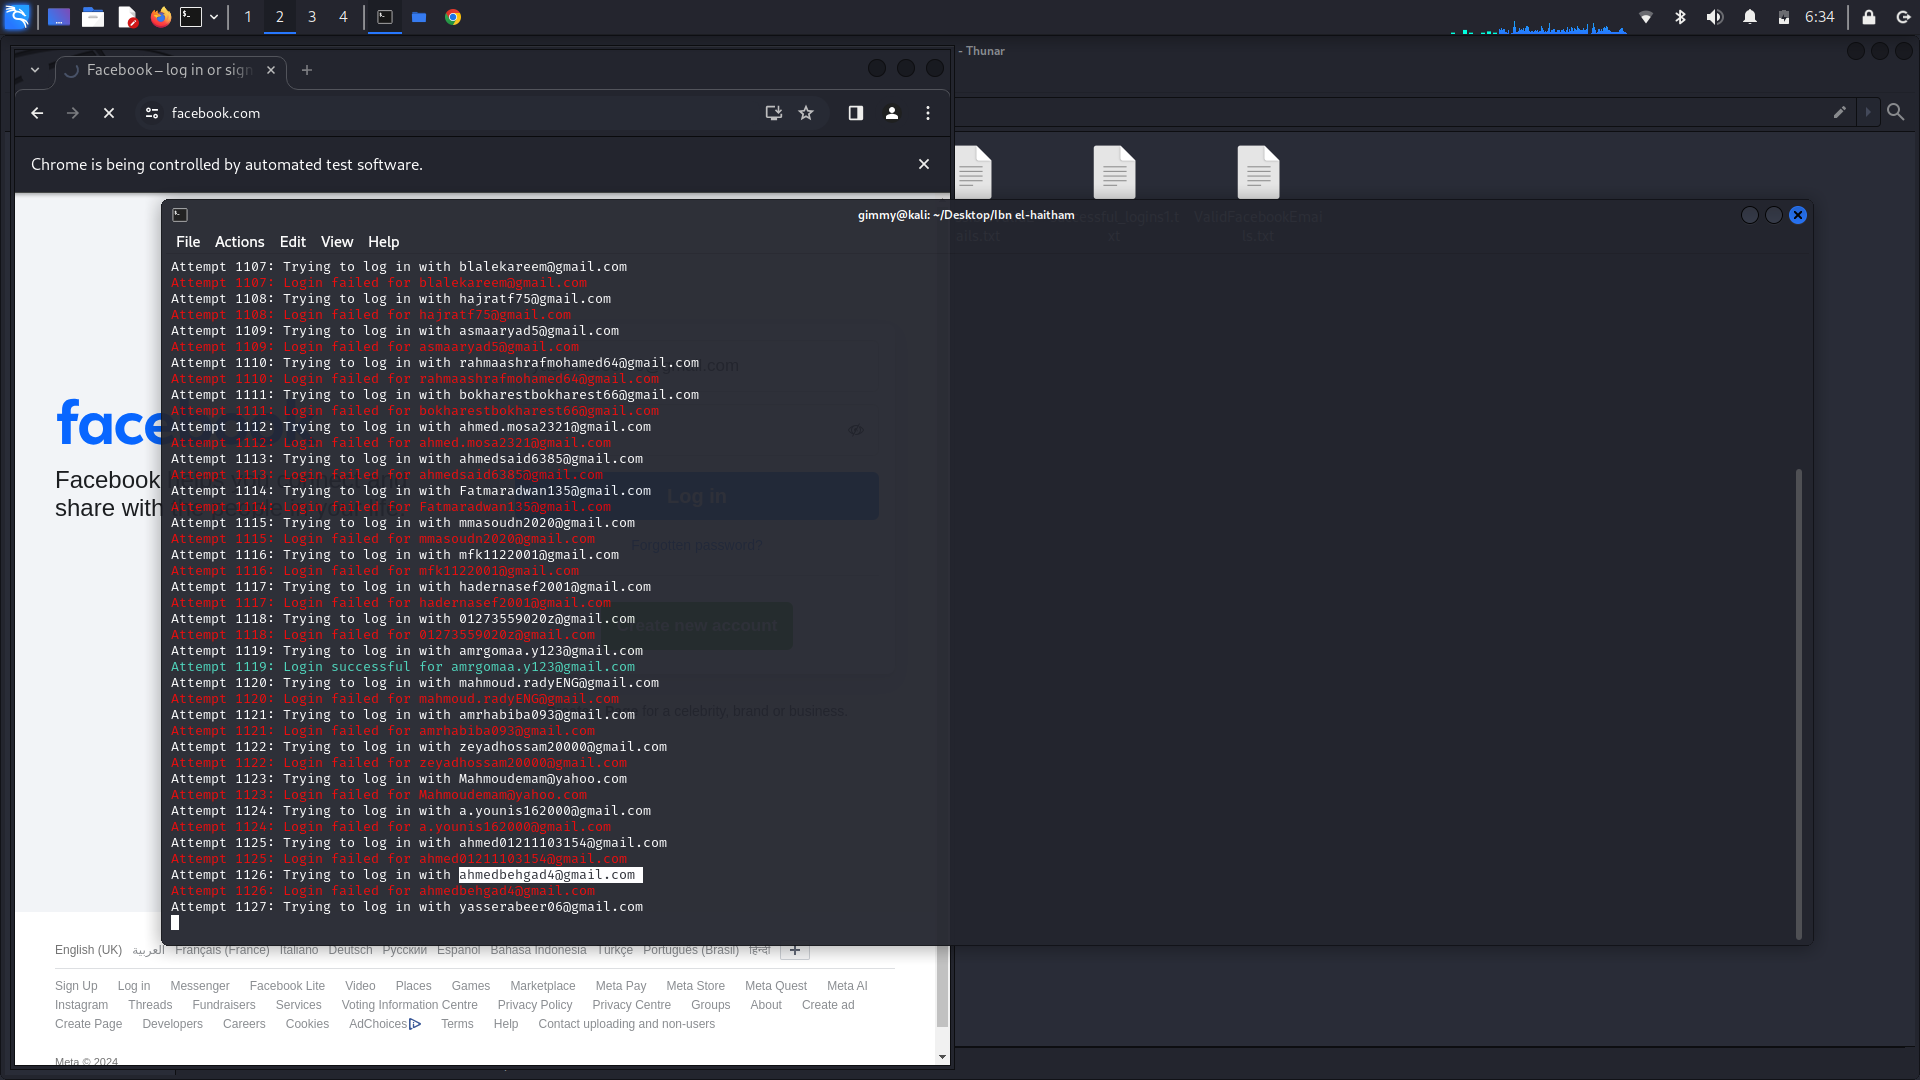 1 2 3 4 6:34
- Thunar
Facebook – log in or sign
facebook.com
Chrome is being controlled by automated test software.
gimmy@kali: ~/Desktop/Ibn el-haitham
ValidFacebookEmai
ails.txt xt ls.txt
File Actions Edit View Help
Attempt 1107: Trying to log in with blalekareem@gmail.com
Attempt 1107: Login failed for blalekareem@gmail.com
Attempt 1108: Trying to log in with hajratf75@gmail.com
Attempt 1108: Login failed for hajratf75@gmail.com
Attempt 1109: Trying to log in with asmaaryad5@gmail.com
Attempt 1109: Login failed for asmaaryad5@gmail.com
Attempt 1110: Trying to log in with rahmaashrafmohamed64@gmail.com
Attempt 1110: Login failed for rahmaashrafmohamed64@gmail.com
Attempt 1111: Trying to log in with bokharestbokharest66@gmail.com
Attempt 1111: Login failed for bokharestbokharest66@gmail.com
Attempt 1112: Trying to log in with ahmed.mosa2321@gmail.com
Attempt 1112: Login failed for ahmed.mosa2321@gmail.com
Attempt 1113: Trying to log in with ahmedsaid6385@gmail.com
Attempt 1113: Login failed for ahmedsaid6385@gmail.com
Attempt 1114: Trying to log in with Fatmaradwan135@gmail.com
Attempt 1114: Login failed for Fatmaradwan135@gmail.com
Attempt 1115: Trying to log in with mmasoudn2020@gmail.com
Attempt 1115: Login failed for mmasoudn2020@gmail.com
Attempt 1116: Trying to log in with mfk1122001@gmail.com
Attempt 1116: Login failed for mfk1122001@gmail.com
Attempt 1117: Trying to log in with hadernasef2001@gmail.com
Attempt 1117: Login failed for hadernasef2001@gmail.com
Attempt 1118: Trying to log in with 01273559020z@gmail.com
Attempt 1118: Login failed for 01273559020z@gmail.com
Attempt 1119: Trying to log in with amrgomaa.y123@gmail.com
Attempt 1119: Login successful for amrgomaa.y123@gmail.com
Attempt 1120: Trying to log in with mahmoud.radyENG@gmail.com
Attempt 1120: Login failed for mahmoud.radyENG@gmail.com
Attempt 1121: Trying to log in with amrhabiba093@gmail.com
Attempt 1121: Login failed for amrhabiba093@gmail.com
Attempt 1122: Trying to log in with zeyadhossam20000@gmail.com
Attempt 1122: Login failed for zeyadhossam20000@gmail.com
Attempt 1123: Trying to log in with Mahmoudemam@yahoo.com
Attempt 1123: Login failed for Mahmoudemam@yahoo.com
Attempt 1124: Trying to log in with a.younis162000@gmail.com
Attempt 1124: Login failed for a.younis162000@gmail.com
Attempt 1125: Trying to log in with ahmed01211103154@gmail.com
Attempt 1125: Login failed for ahmed01211103154@gmail.com
Attempt 1126: Trying to log in with ahmedbehgad4@gmail.com
Attempt 1126: Login failed for ahmedbehgad4@gmail.com
Attempt 1127: Trying to log in with yasserabeer06@gmail.com
face
Facebook
share with
Log in
Forgotten password?
Create new account
for a celebrity, brand or business.
English (UK) العربية Français (France) Italiano Deutsch Русский Español Bahasa Indonesia Türkçe Português (Brasil) हिन्दी
Sign Up Log in Messenger Facebook Lite Video Places Games Marketplace Meta Pay Meta Store Meta Quest Meta AI
Instagram Threads Fundraisers Services Voting Information Centre Privacy Policy Privacy Centre Groups About Create ad
Create Page Developers Careers Cookies AdChoices Terms Help Contact uploading and non-users
Meta © 2024